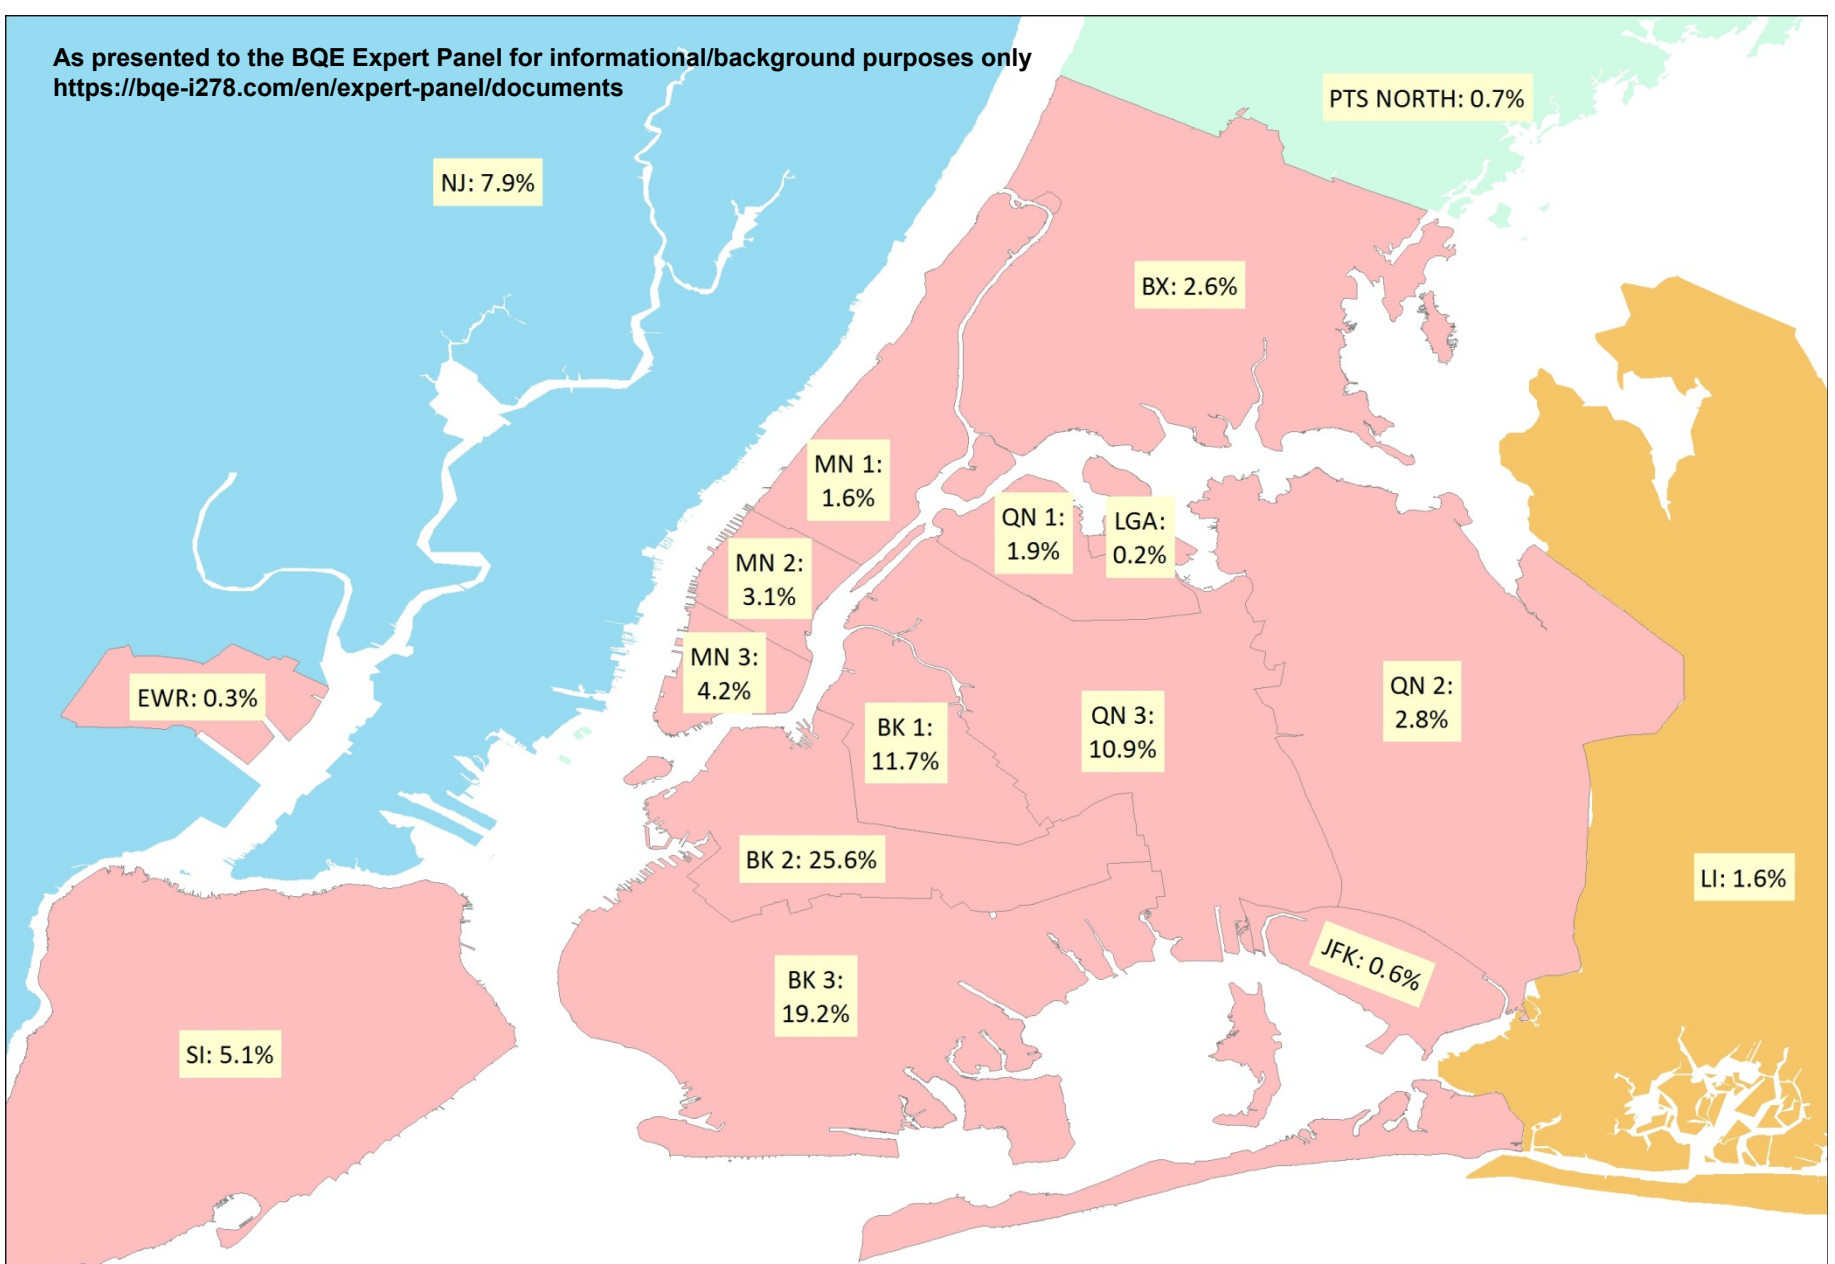 As presented to the BQE Expert Panel for informational/background purposes only
https://bqe-i278.com/en/expert-panel/documents
PTS NORTH: 0.7%
NJ: 7.9%
BX: 2.6%
MN 1:
1.6%
QN 1:
1.9%
LGA:
0.2%
MN 2:
3.1%
MN 3:
4.2%
EWR: 0.3%
QN 2:
2.8%
BK 1:
11.7%
QN 3:
10.9%
BK 2: 25.6%
LI: 1.6%
JFK: 0.6%
BK 3:
19.2%
SI: 5.1%